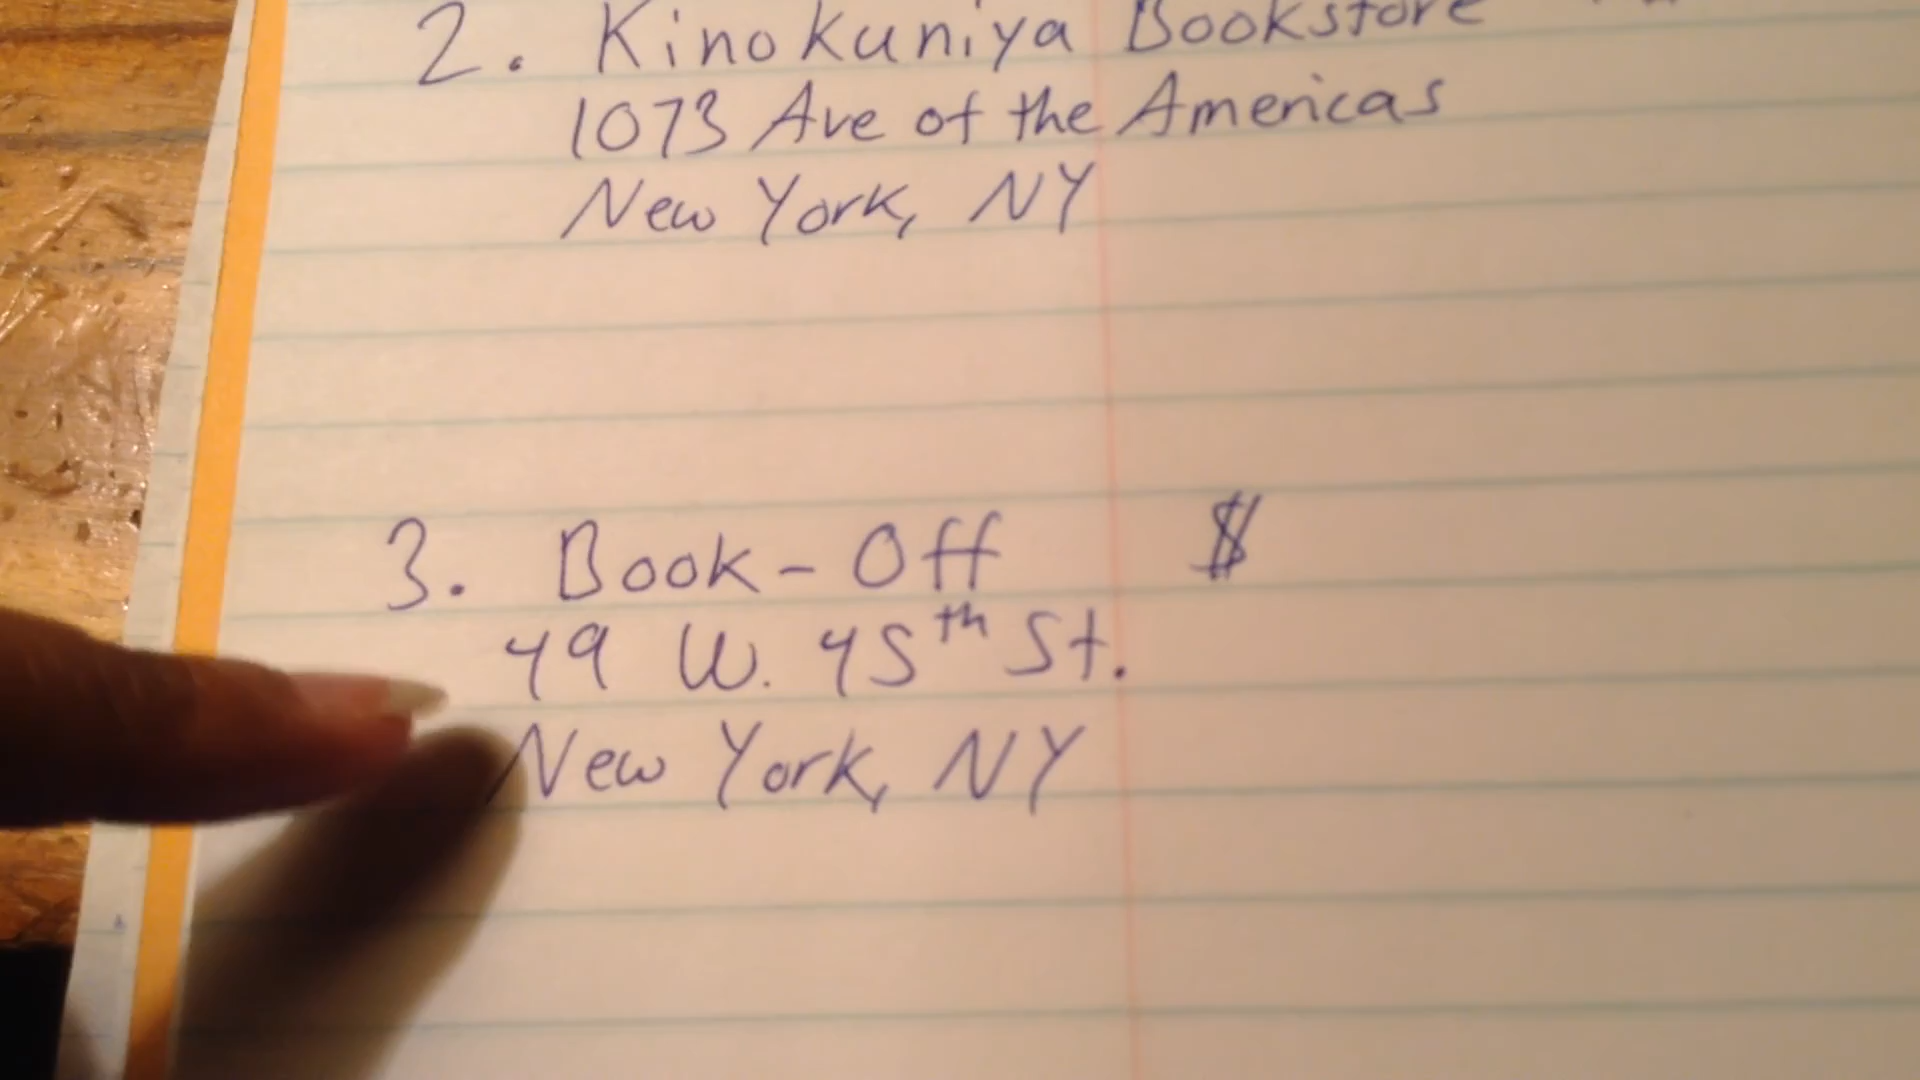 2. Kinokuniya Bookstore
1073 Ave of the Americas
New York, NY
3. Book-Off $
49 W. 45th St.
New York, NY